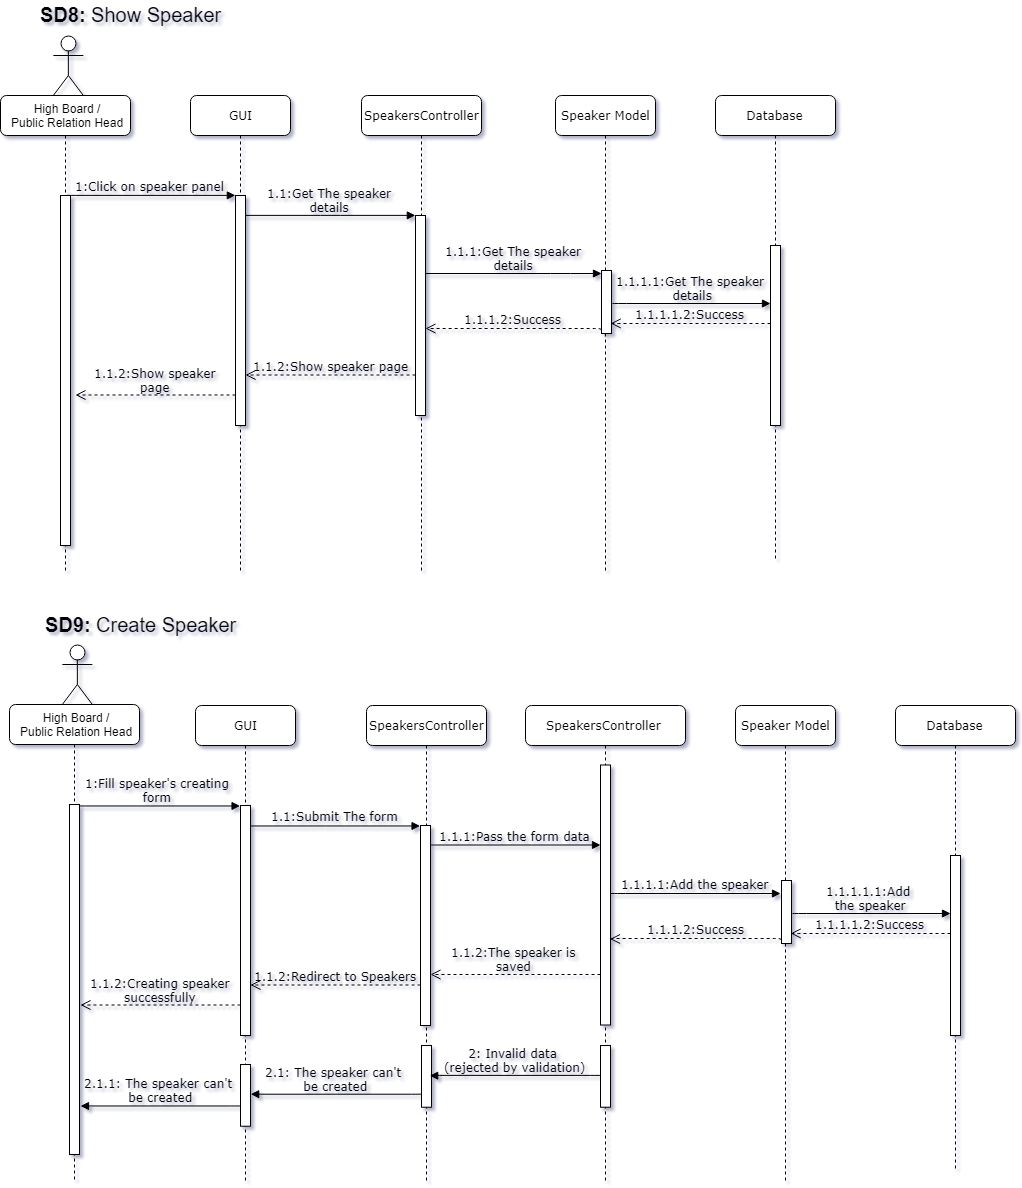 SD8: Show Speaker
High Board /
Public Relation Head
GUI
SpeakersController
Speaker Model
Database
1:Click on speaker panel
1.1:Get The speaker
details
1.1.1:Get The speaker
details
1.1.1.1:Get The speaker
details
1.1.1.1.2:Success
1.1.1.2:Success
1.1.2:Show speaker page
1.1.2:Show speaker
page
SD9: Create Speaker
High Board /
Public Relation Head
GUI
SpeakersController
SpeakersController
Speaker Model
Database
1:Fill speaker's creating
form
1.1:Submit The form
1.1.1:Pass the form data
1.1.1.1:Add the speaker
1.1.1.1.1:Add
the speaker
1.1.1.1.2:Success
1.1.1.2:Success
1.1.2:The speaker is
saved
1.1.2:Redirect to Speakers
1.1.2:Creating speaker
successfully
2: Invalid data
(rejected by validation)
2.1: The speaker can't
be created
2.1.1: The speaker can't
be created